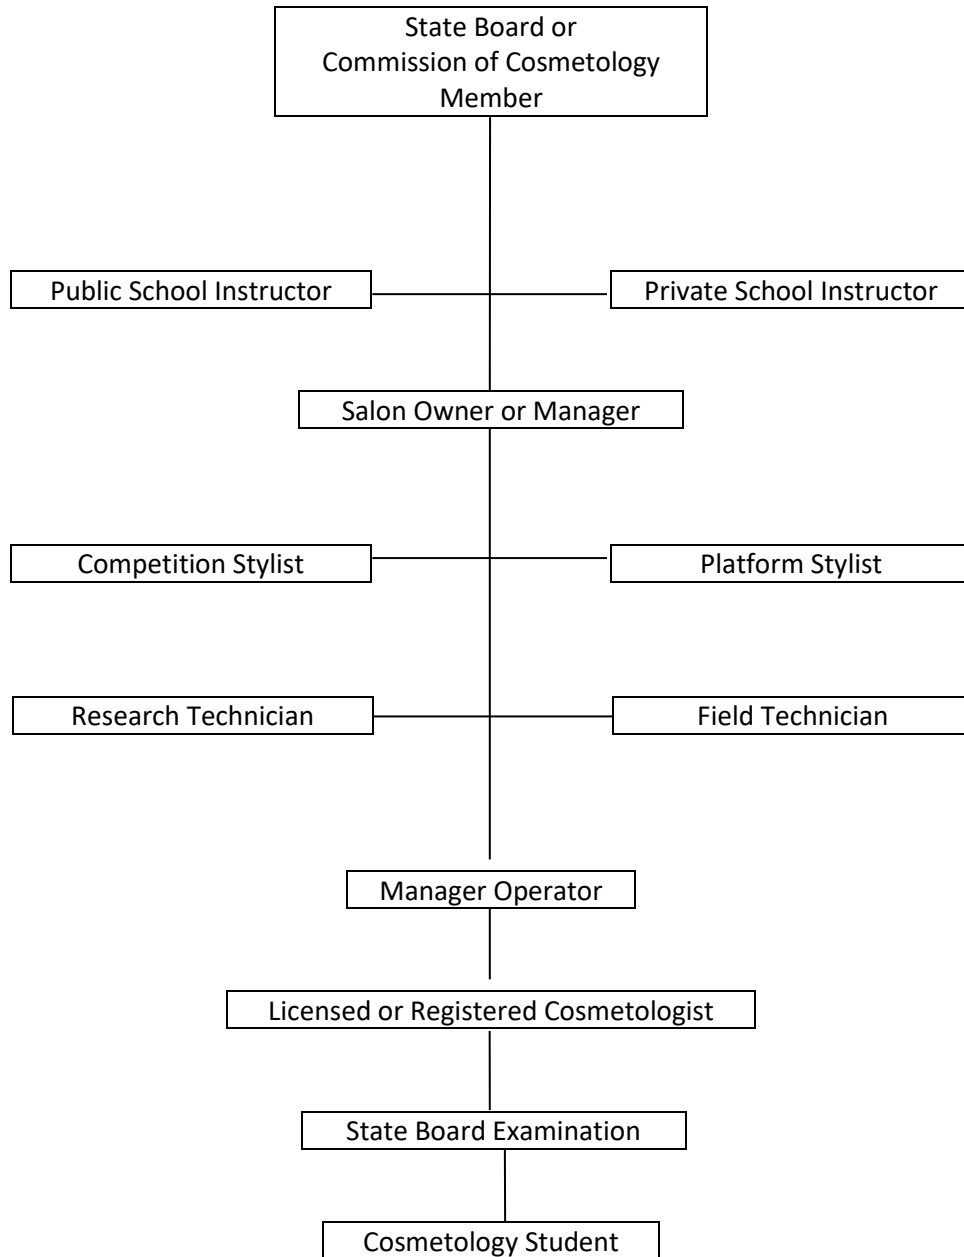 State Board or
Commission of Cosmetology
Member
Public School Instructor
Private School Instructor
Salon Owner or Manager
Competition Stylist
Platform Stylist
Research Technician
Field Technician
Manager Operator
Licensed or Registered Cosmetologist
State Board Examination
Cosmetology Student